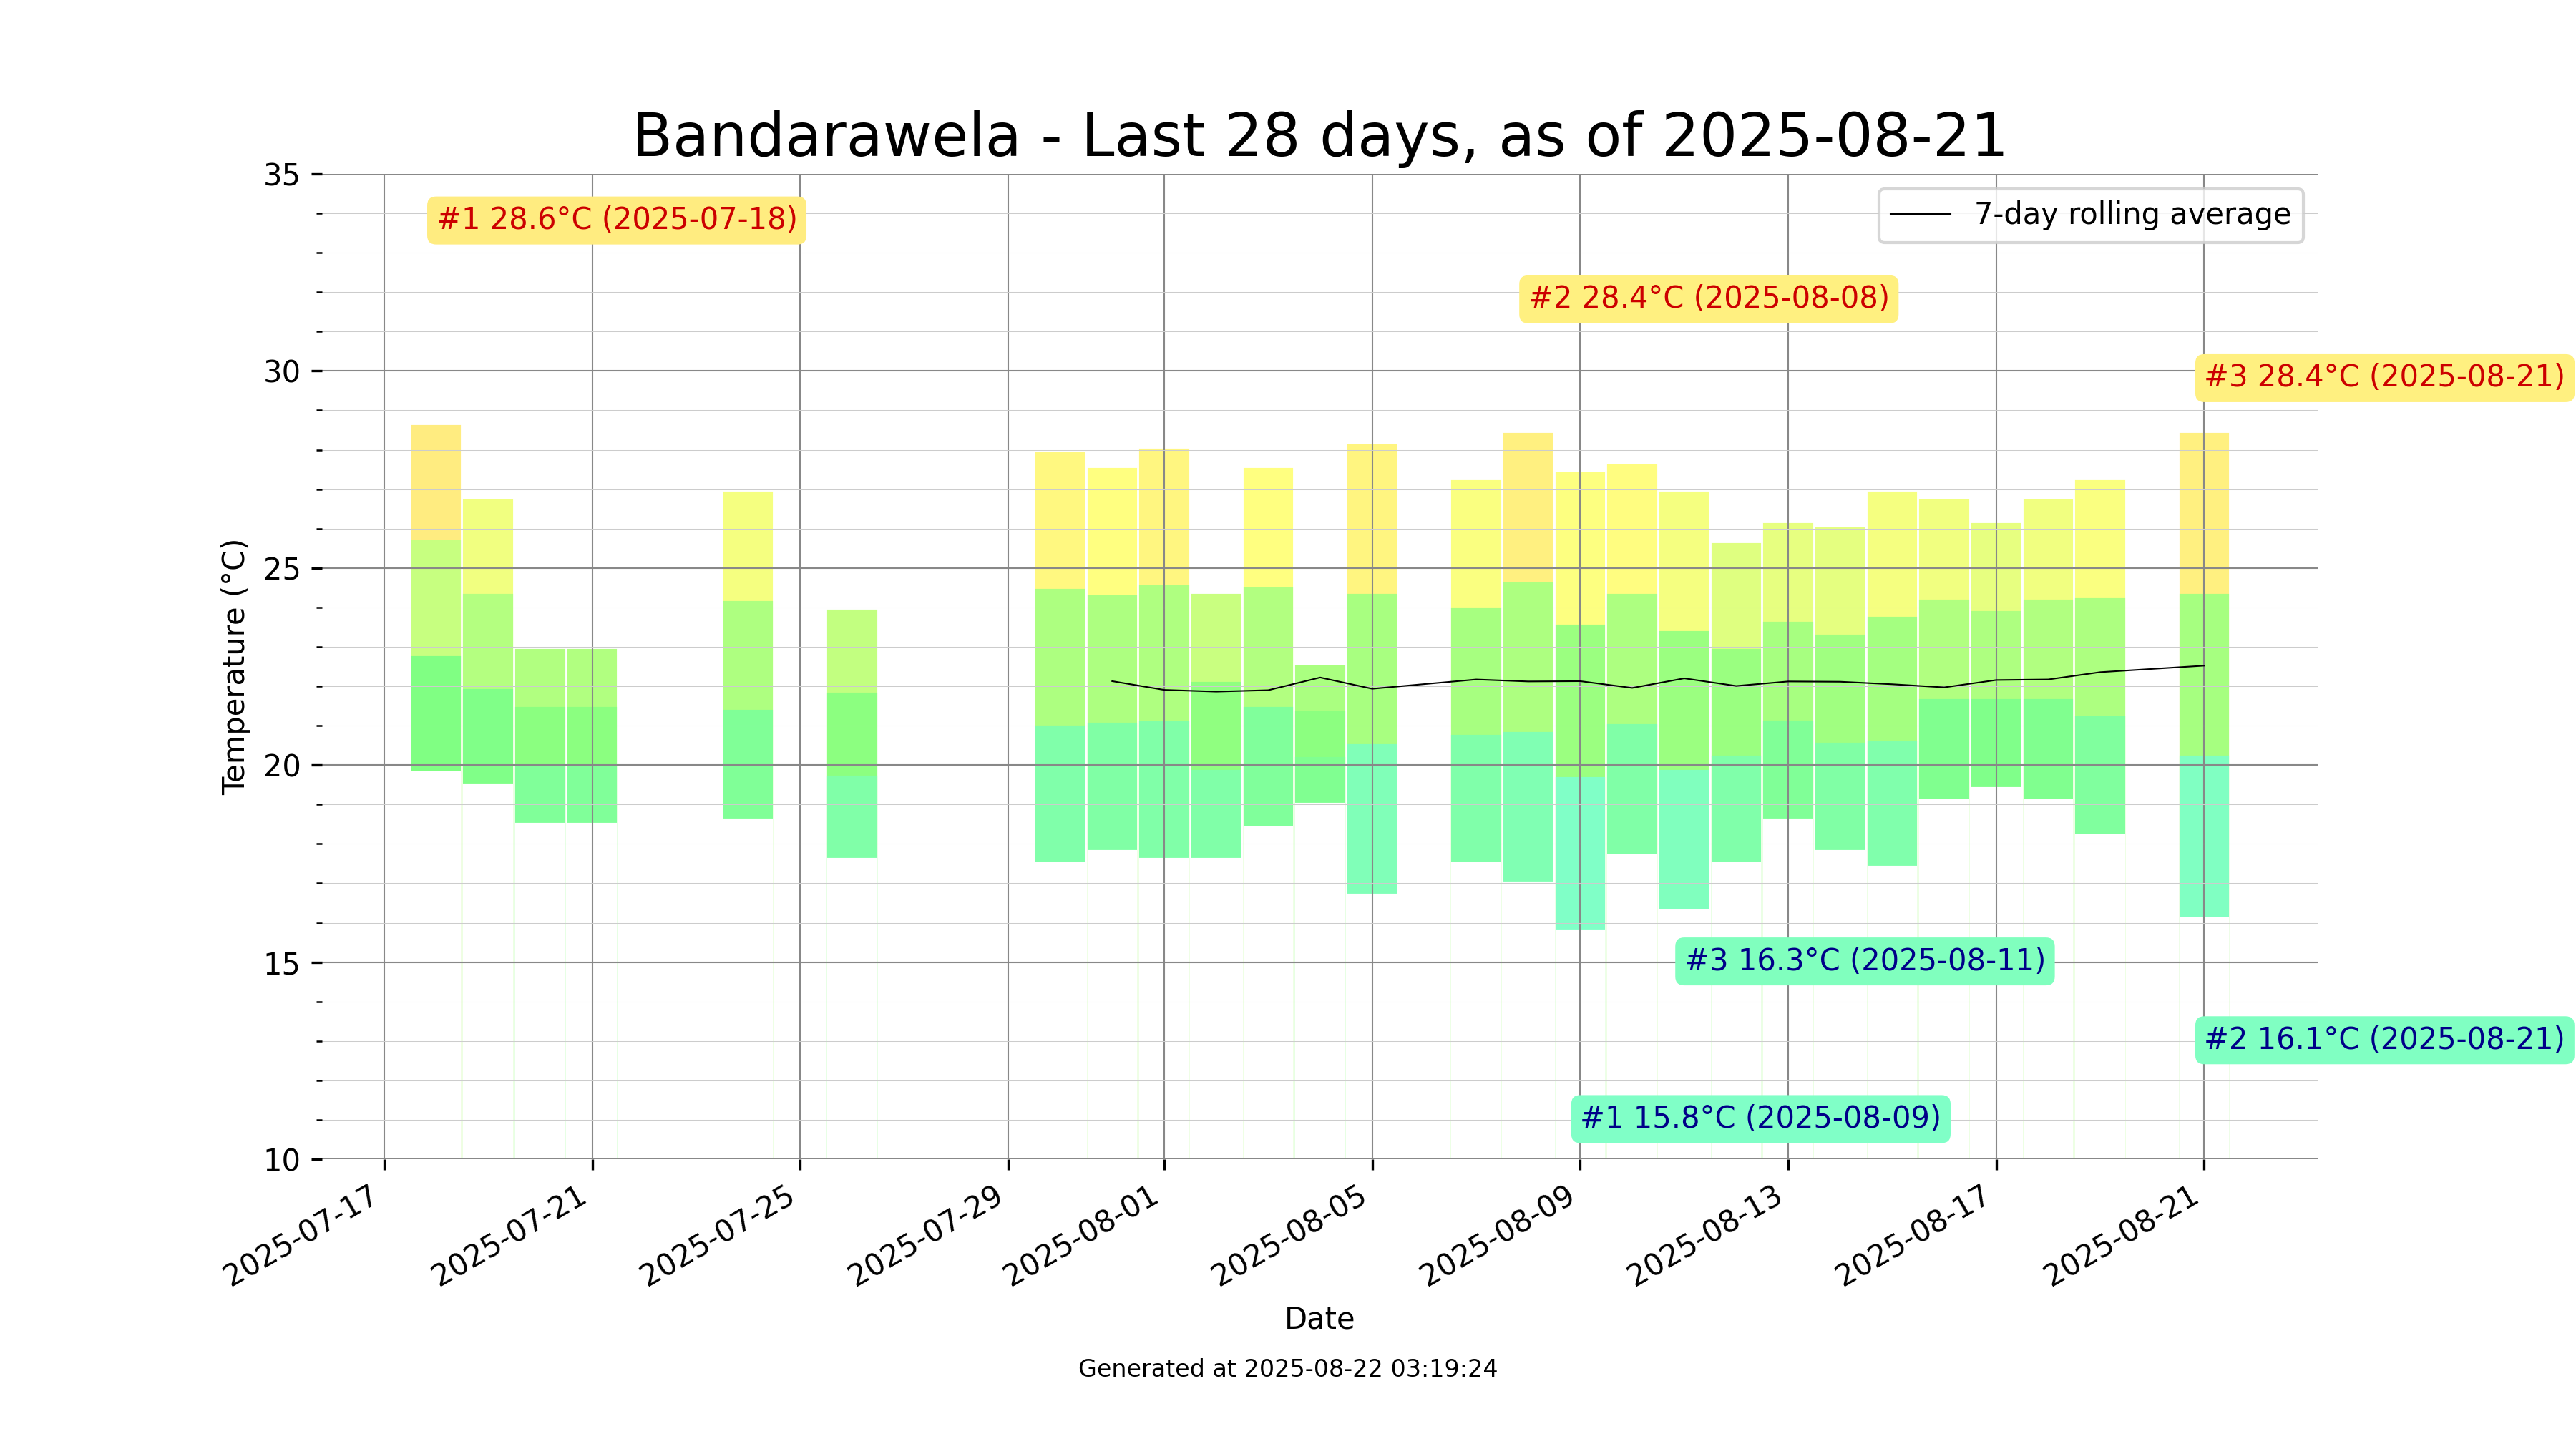 Bandarawela - Last 28 days, as of 2025-08-21
35
#1 28.6°C (2025-07-18)
7-day rolling average
#2 28.4°C (2025-08-08)
30
#3 28.4°C (2025-08-21)
Temperature (°C)
25
20
15
#3 16.3°C (2025-08-11)
#2 16.1°C (2025-08-21)
#1 15.8°C (2025-08-09)
10
2025-07-17
2025-07-21
2025-07-25
2025-07-29
2025-08-01
2025-08-05
2025-08-09
2025-08-13
2025-08-17
2025-08-21
Date
Generated at 2025-08-22 03:19:24